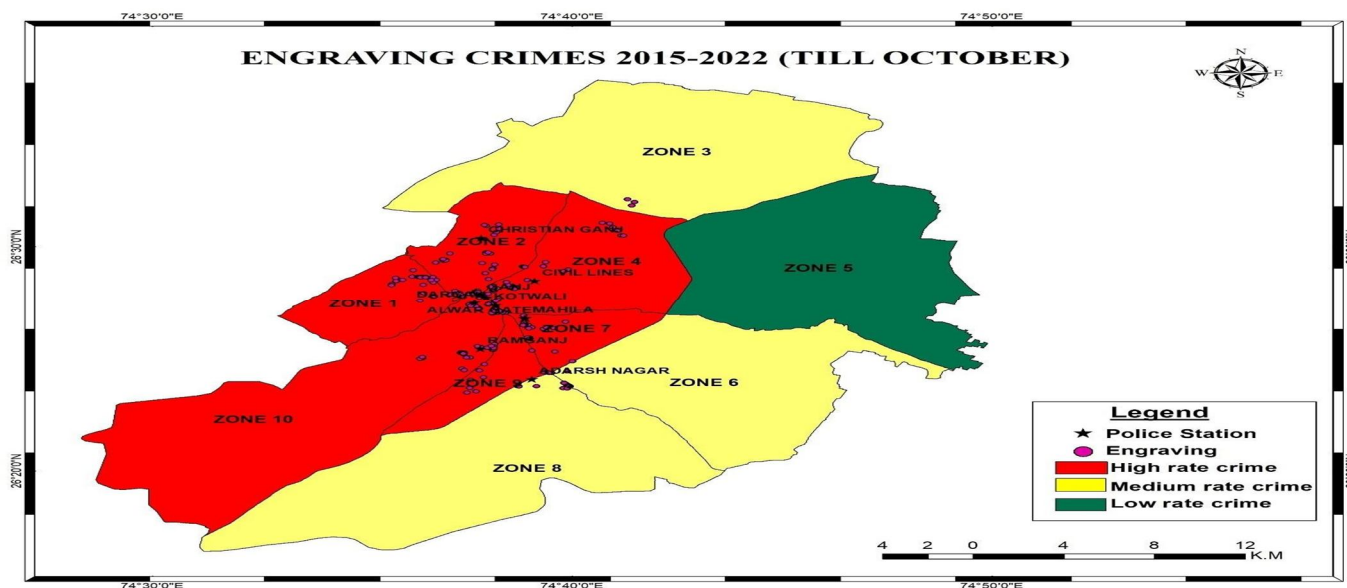 74°30'0"E 74°40'0"E 74°50'0"E
ENGRAVING CRIMES 2015-2022 (TILL OCTOBER)
N
W E
S
ZONE 3
26°30'0"N
CHRISTIAN GANJ
ZONE 2
ZONE 4
CIVIL LINES
ZONE 5
GANJ
KOTWALI
ZONE 1
ALWAR GATE
MAHILA
ZONE 7
RAMGANJ
ADARSH NAGAR
ZONE 6
ZONE 10
ZONE 8
26°20'0"N
Legend
Police Station
Engraving
High rate crime
Medium rate crime
Low rate crime
4 2 0 4 8 12
K.M
74°30'0"E 74°40'0"E 74°50'0"E